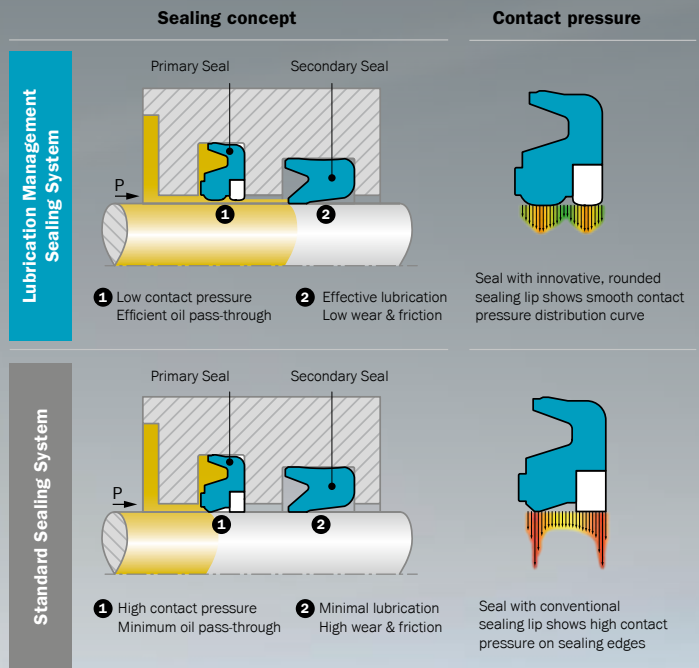 Sealing concept
Contact pressure
Lubrication Management
Sealing System
Primary Seal
Secondary Seal
P
1
2
1 Low contact pressure
Efficient oil pass-through
2 Effective lubrication
Low wear & friction
Seal with innovative, rounded
sealing lip shows smooth contact
pressure distribution curve
Standard Sealing System
Primary Seal
Secondary Seal
P
1
2
1 High contact pressure
Minimum oil pass-through
2 Minimal lubrication
High wear & friction
Seal with conventional
sealing lip shows high contact
pressure on sealing edges